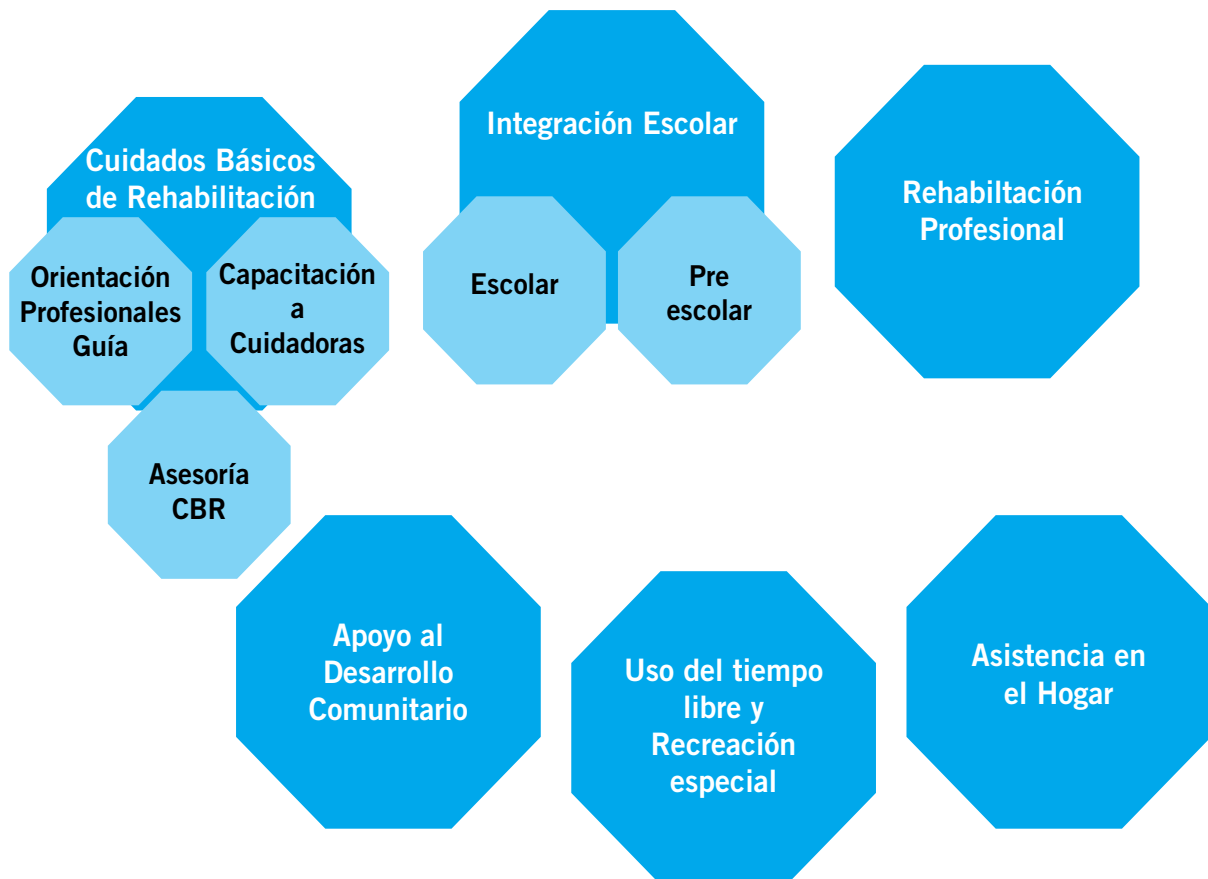 Cuidados Básicos
de Rehabilitación
Orientación
Profesionales
Guía
Capacitación
a
Cuidadoras
Asesoría
CBR
Integración Escolar
Escolar
Pre
escolar
Rehabiltación
Profesional
Apoyo al
Desarrollo
Comunitario
Uso del tiempo
libre y
Recreación
especial
Asistencia en
el Hogar